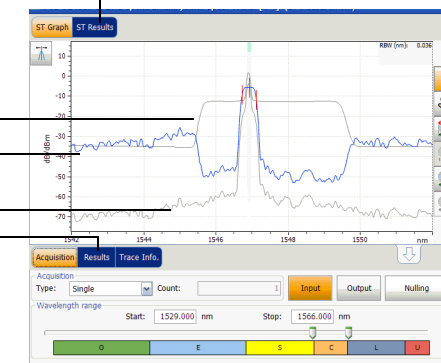 ST Graph ST Results
RBW (nm): 0.036
10
0
-10
-20
-30
-40
-50
-60
-70
dB/dBm
1542 1544 1546 1548 1550 nm
Acquisition Results Trace Info.
Acquisition
Type: Single Count: 1 Input Output Nulling
Wavelength range
Start: 1529.000 nm Stop: 1566.000 nm
O E S C L U